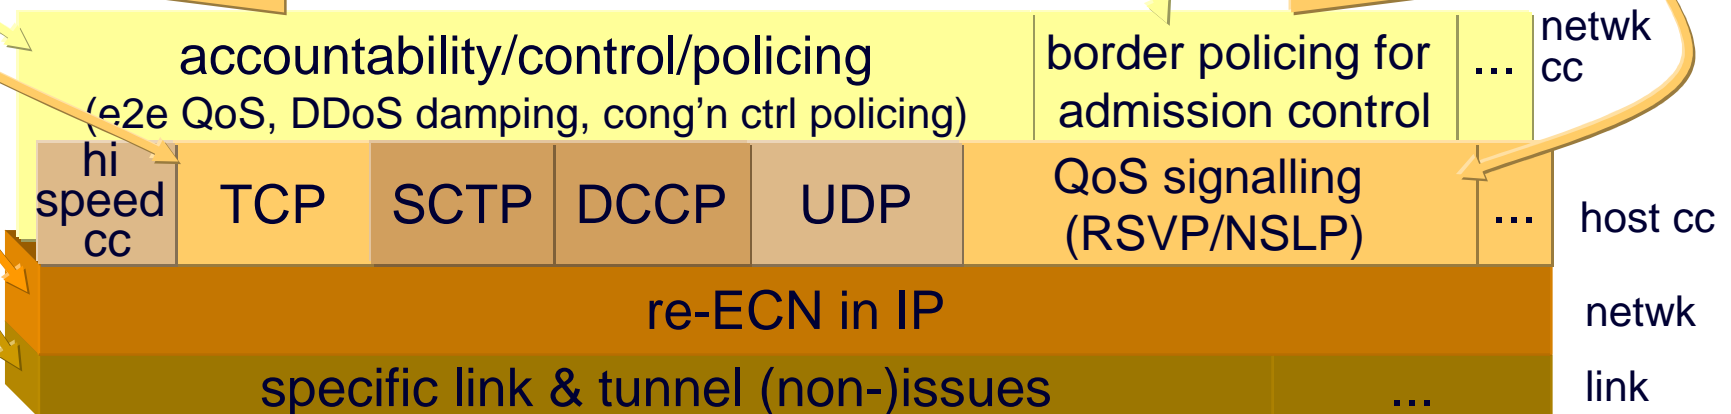 accountability/control/policing
(e2e QoS, DDoS damping, cong'n ctrl policing)
border policing for
admission control
...
netwk
cc
hi
speed
cc
TCP
SCTP
DCCP
UDP
QoS signalling
(RSVP/NSLP)
...
host cc
re-ECN in IP
netwk
specific link & tunnel (non-)issues
...
link